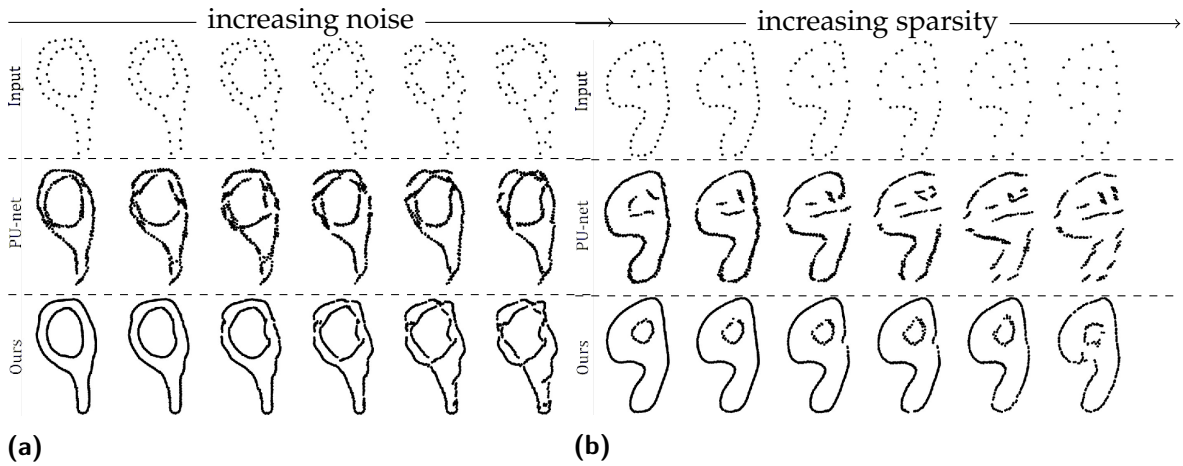 increasing noise
increasing sparsity
Input
PU-net
Ours
Input
PU-net
Ours
(a)
(b)